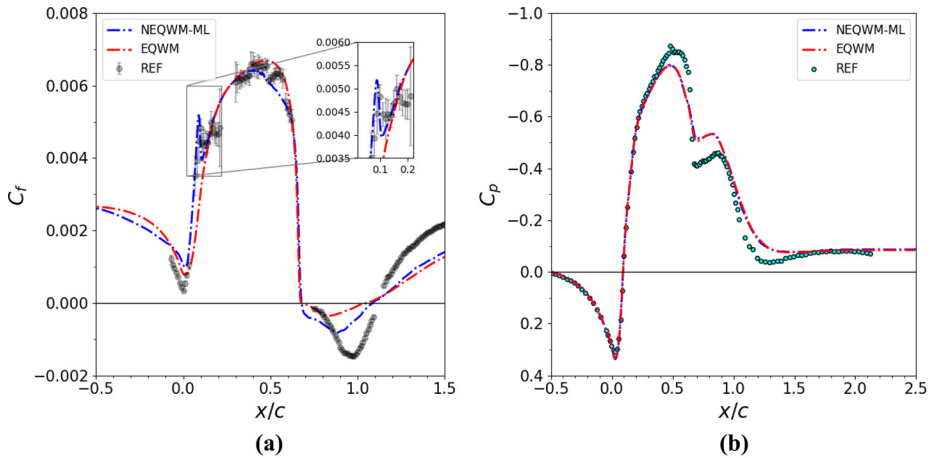 0.008
0.006
0.004
0.002
0.000
−0.002
C_f
NEQWM-ML
EQWM
REF
0.0060
0.0055
0.0050
0.0045
0.0040
0.0035
0.1 0.2
−0.5 0.0 0.5 1.0 1.5
x/c
(a)
−1.0
−0.8
−0.6
−0.4
−0.2
0.0
0.2
0.4
C_p
NEQWM-ML
EQWM
REF
−0.5 0.0 0.5 1.0 1.5 2.0 2.5
x/c
(b)